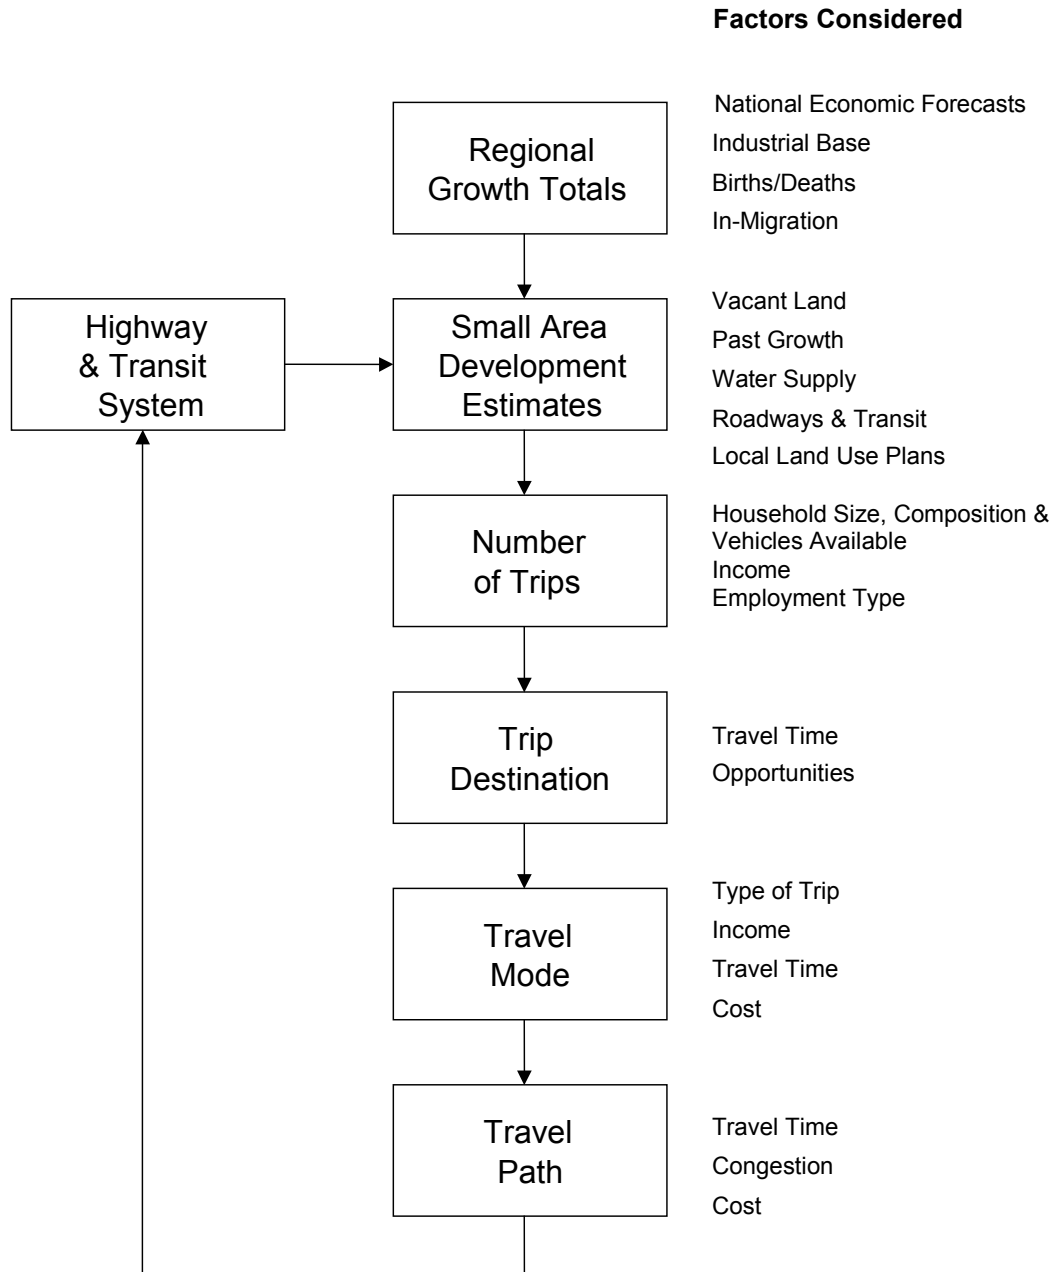 Factors Considered
Regional
Growth Totals
National Economic Forecasts
Industrial Base
Births/Deaths
In-Migration
Highway
& Transit
System
Small Area
Development
Estimates
Vacant Land
Past Growth
Water Supply
Roadways & Transit
Local Land Use Plans
Number
of Trips
Household Size, Composition &
Vehicles Available
Income
Employment Type
Trip
Destination
Travel Time
Opportunities
Travel
Mode
Type of Trip
Income
Travel Time
Cost
Travel
Path
Travel Time
Congestion
Cost